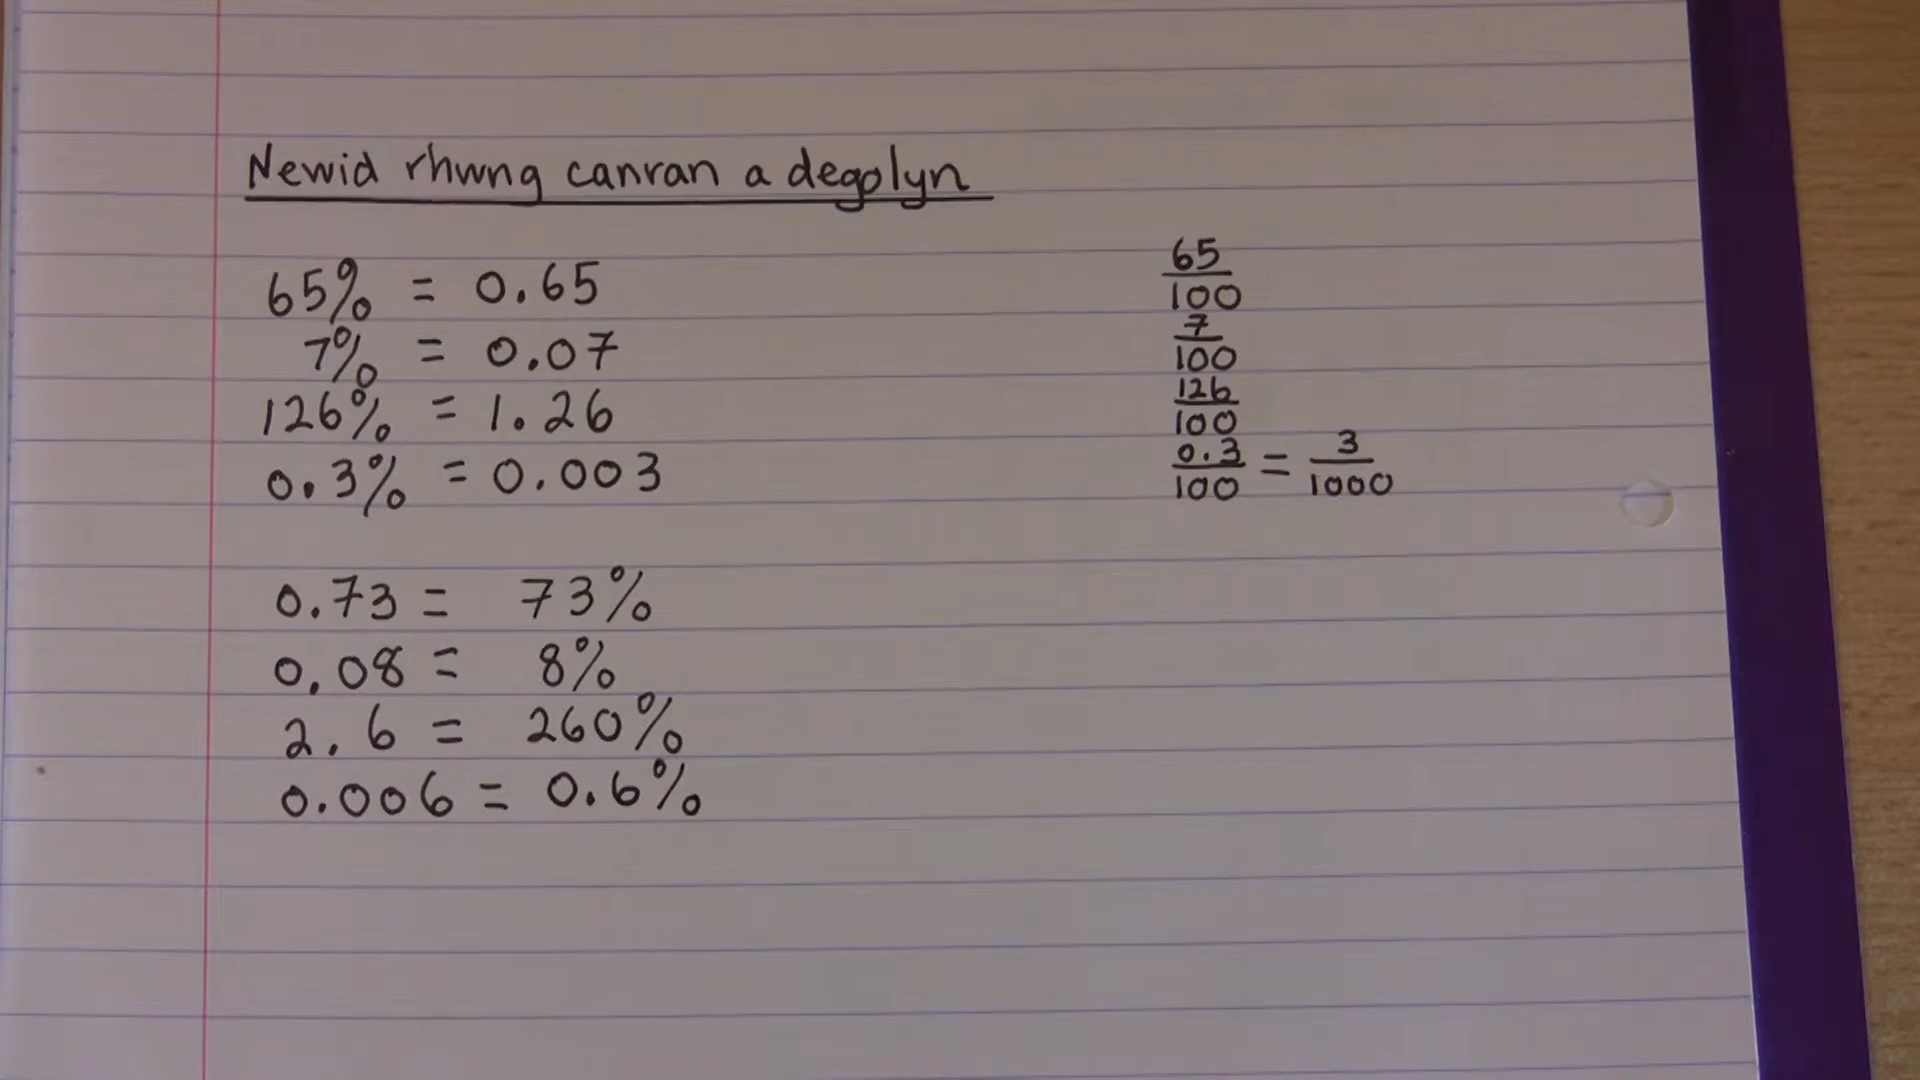 Newid rhwng canran a degolyn
65% = 0.65
7% = 0.07
126% = 1.26
0.3% = 0.003
65/100
7/100
126/100
0.3/100 = 3/1000
0.73 = 73%
0.08 = 8%
2.6 = 260%
0.006 = 0.6%